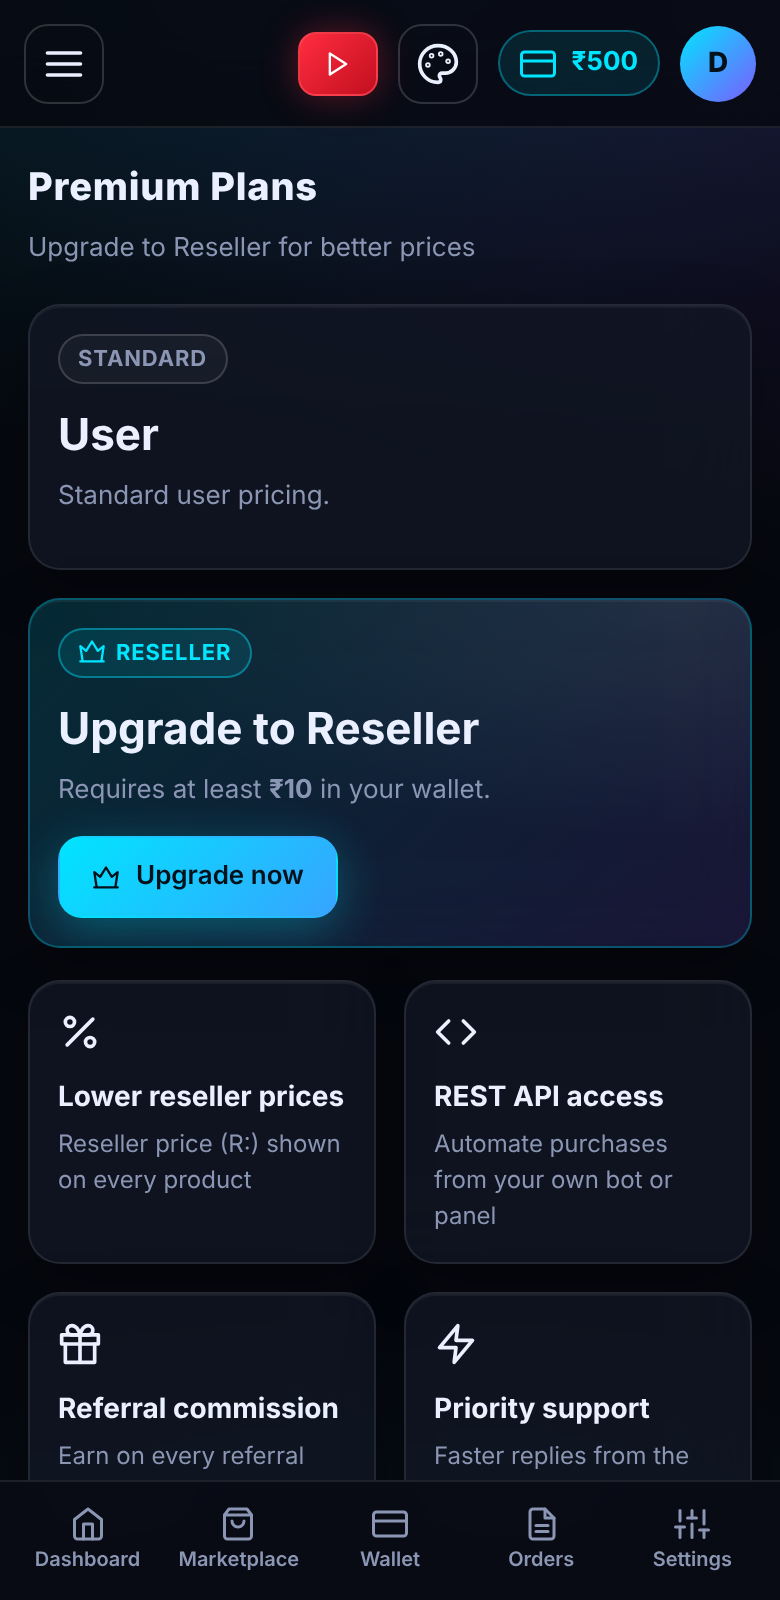 ₹500
D
Premium Plans
Upgrade to Reseller for better prices
STANDARD
User
Standard user pricing.
RESELLER
Upgrade to Reseller
Requires at least ₹10 in your wallet.
Upgrade now
Lower reseller prices
Reseller price (R:) shown
on every product
REST API access
Automate purchases
from your own bot or
panel
Referral commission
Earn on every referral
Priority support
Faster replies from the
Dashboard
Marketplace
Wallet
Orders
Settings